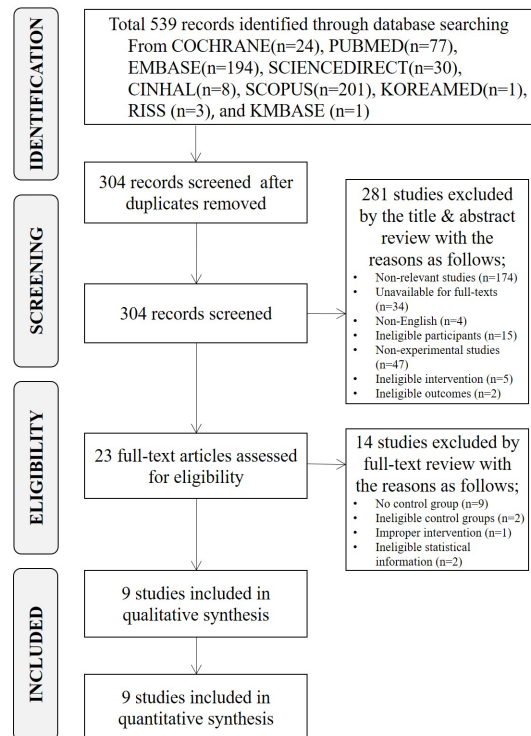 IDENTIFICATION
Total 539 records identified through database searching
From COCHRANE(n=24), PUBMED(n=77),
EMBASE(n=194), SCIENCEDIRECT(n=30),
CINHAL(n=8), SCOPUS(n=201), KOREAMED(n=1),
RISS (n=3), and KMBASE (n=1)
SCREENING
304 records screened after
duplicates removed
304 records screened
281 studies excluded
by the title & abstract
review with the
reasons as follows;
• Non-relevant studies (n=174)
• Unavailable for full-texts
(n=34)
• Non-English (n=4)
• Ineligible participants (n=15)
• Non-experimental studies
(n=47)
• Ineligible intervention (n=5)
• Ineligible outcomes (n=2)
ELIGIBILITY
23 full-text articles assessed
for eligibility
14 studies excluded by
full-text review with
the reasons as follows;
• No control group (n=9)
• Ineligible control groups (n=2)
• Improper intervention (n=1)
• Ineligible statistical
information (n=2)
INCLUDED
9 studies included in
qualitative synthesis
9 studies included in
quantitative synthesis